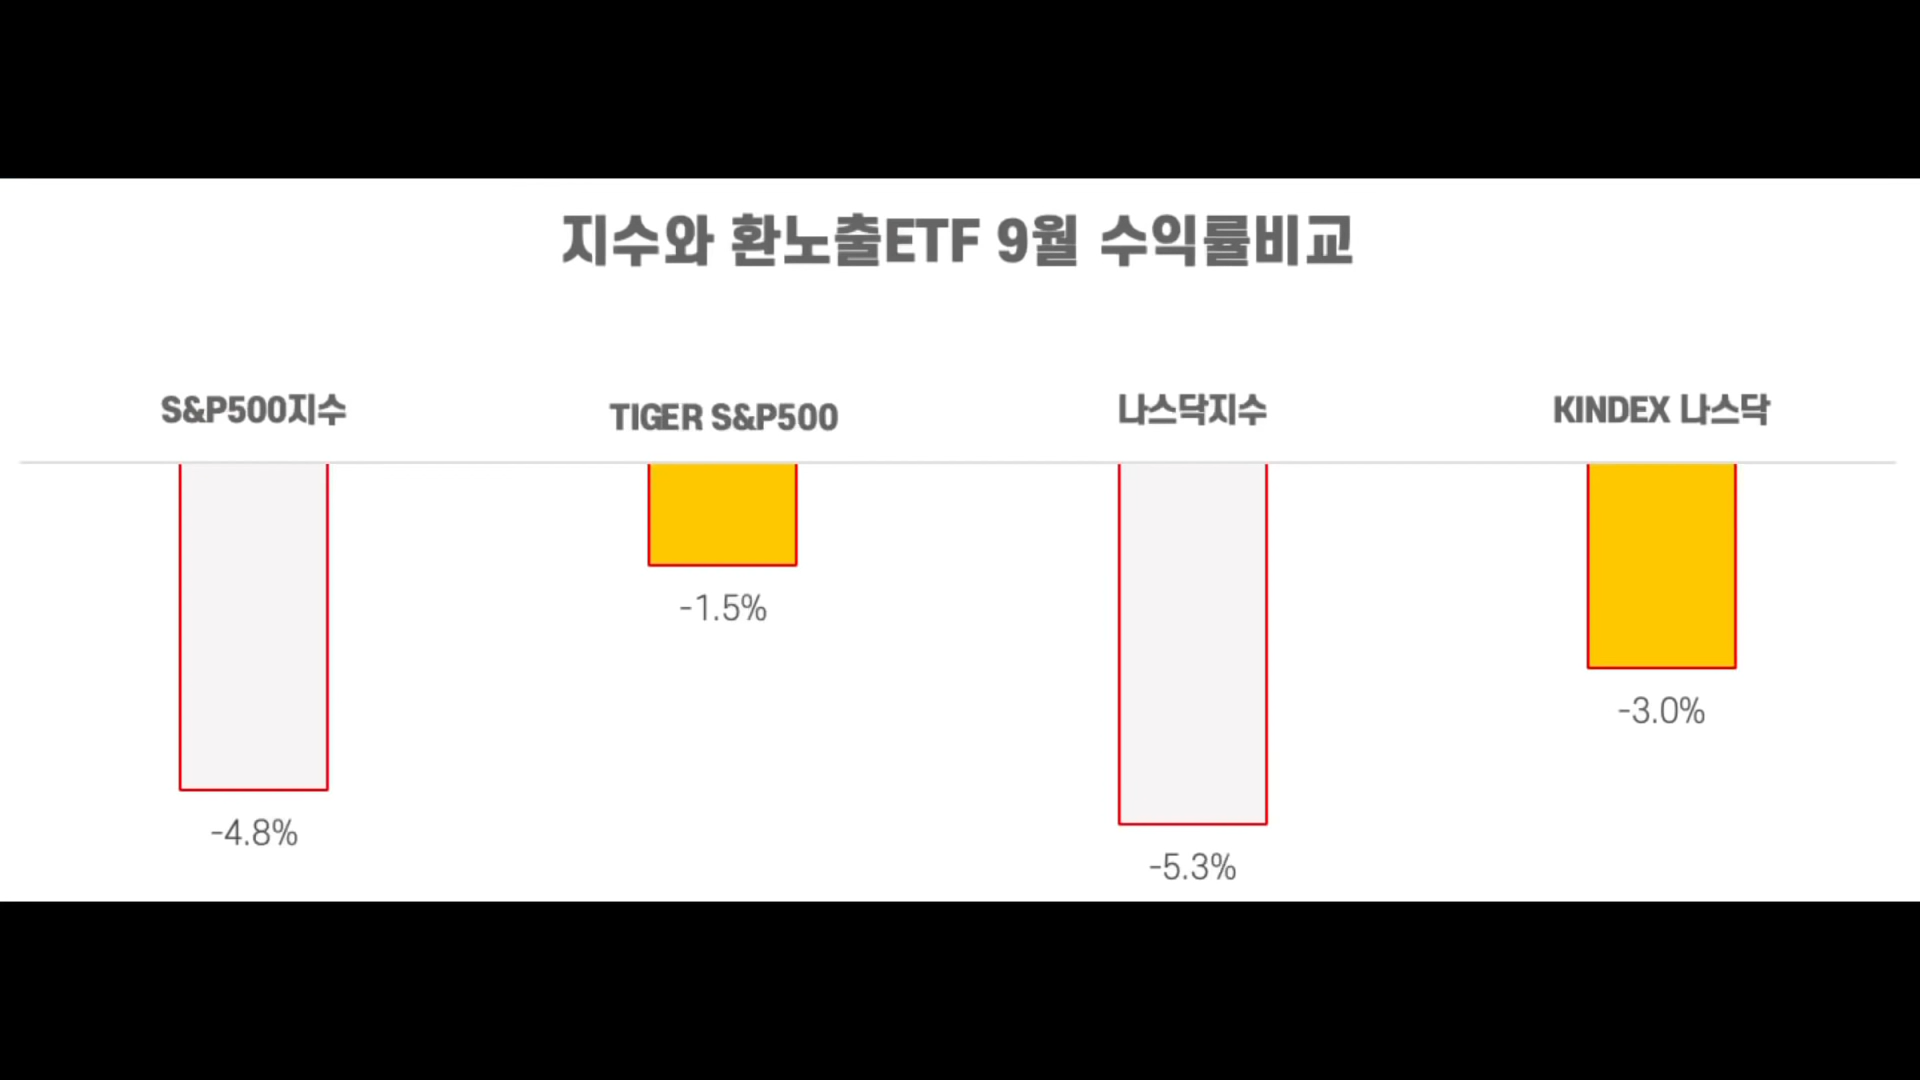 지수와 환노출ETF 9월 수익률비교
S&P500지수
TIGER S&P500
나스닥지수
KINDEX 나스닥
-4.8%
-1.5%
-5.3%
-3.0%